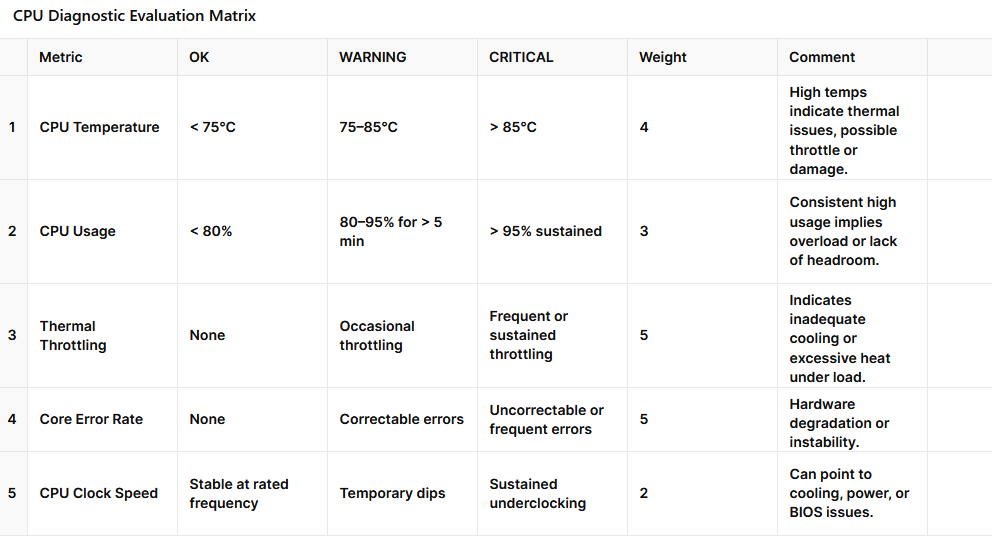 CPU Diagnostic Evaluation Matrix
Metric OK WARNING CRITICAL Weight Comment
1 CPU Temperature < 75°C 75–85°C > 85°C 4 High temps
indicate thermal
issues, possible
throttle or
damage.
2 CPU Usage < 80% 80–95% for > 5
min > 95% sustained 3 Consistent high
usage implies
overload or lack
of headroom.
3 Thermal
Throttling None Occasional
throttling Frequent or
sustained
throttling 5 Indicates
inadequate
cooling or
excessive heat
under load.
4 Core Error Rate None Correctable errors Uncorrectable or
frequent errors 5 Hardware
degradation or
instability.
5 CPU Clock Speed Stable at rated
frequency Temporary dips Sustained
underclocking 2 Can point to
cooling, power, or
BIOS issues.